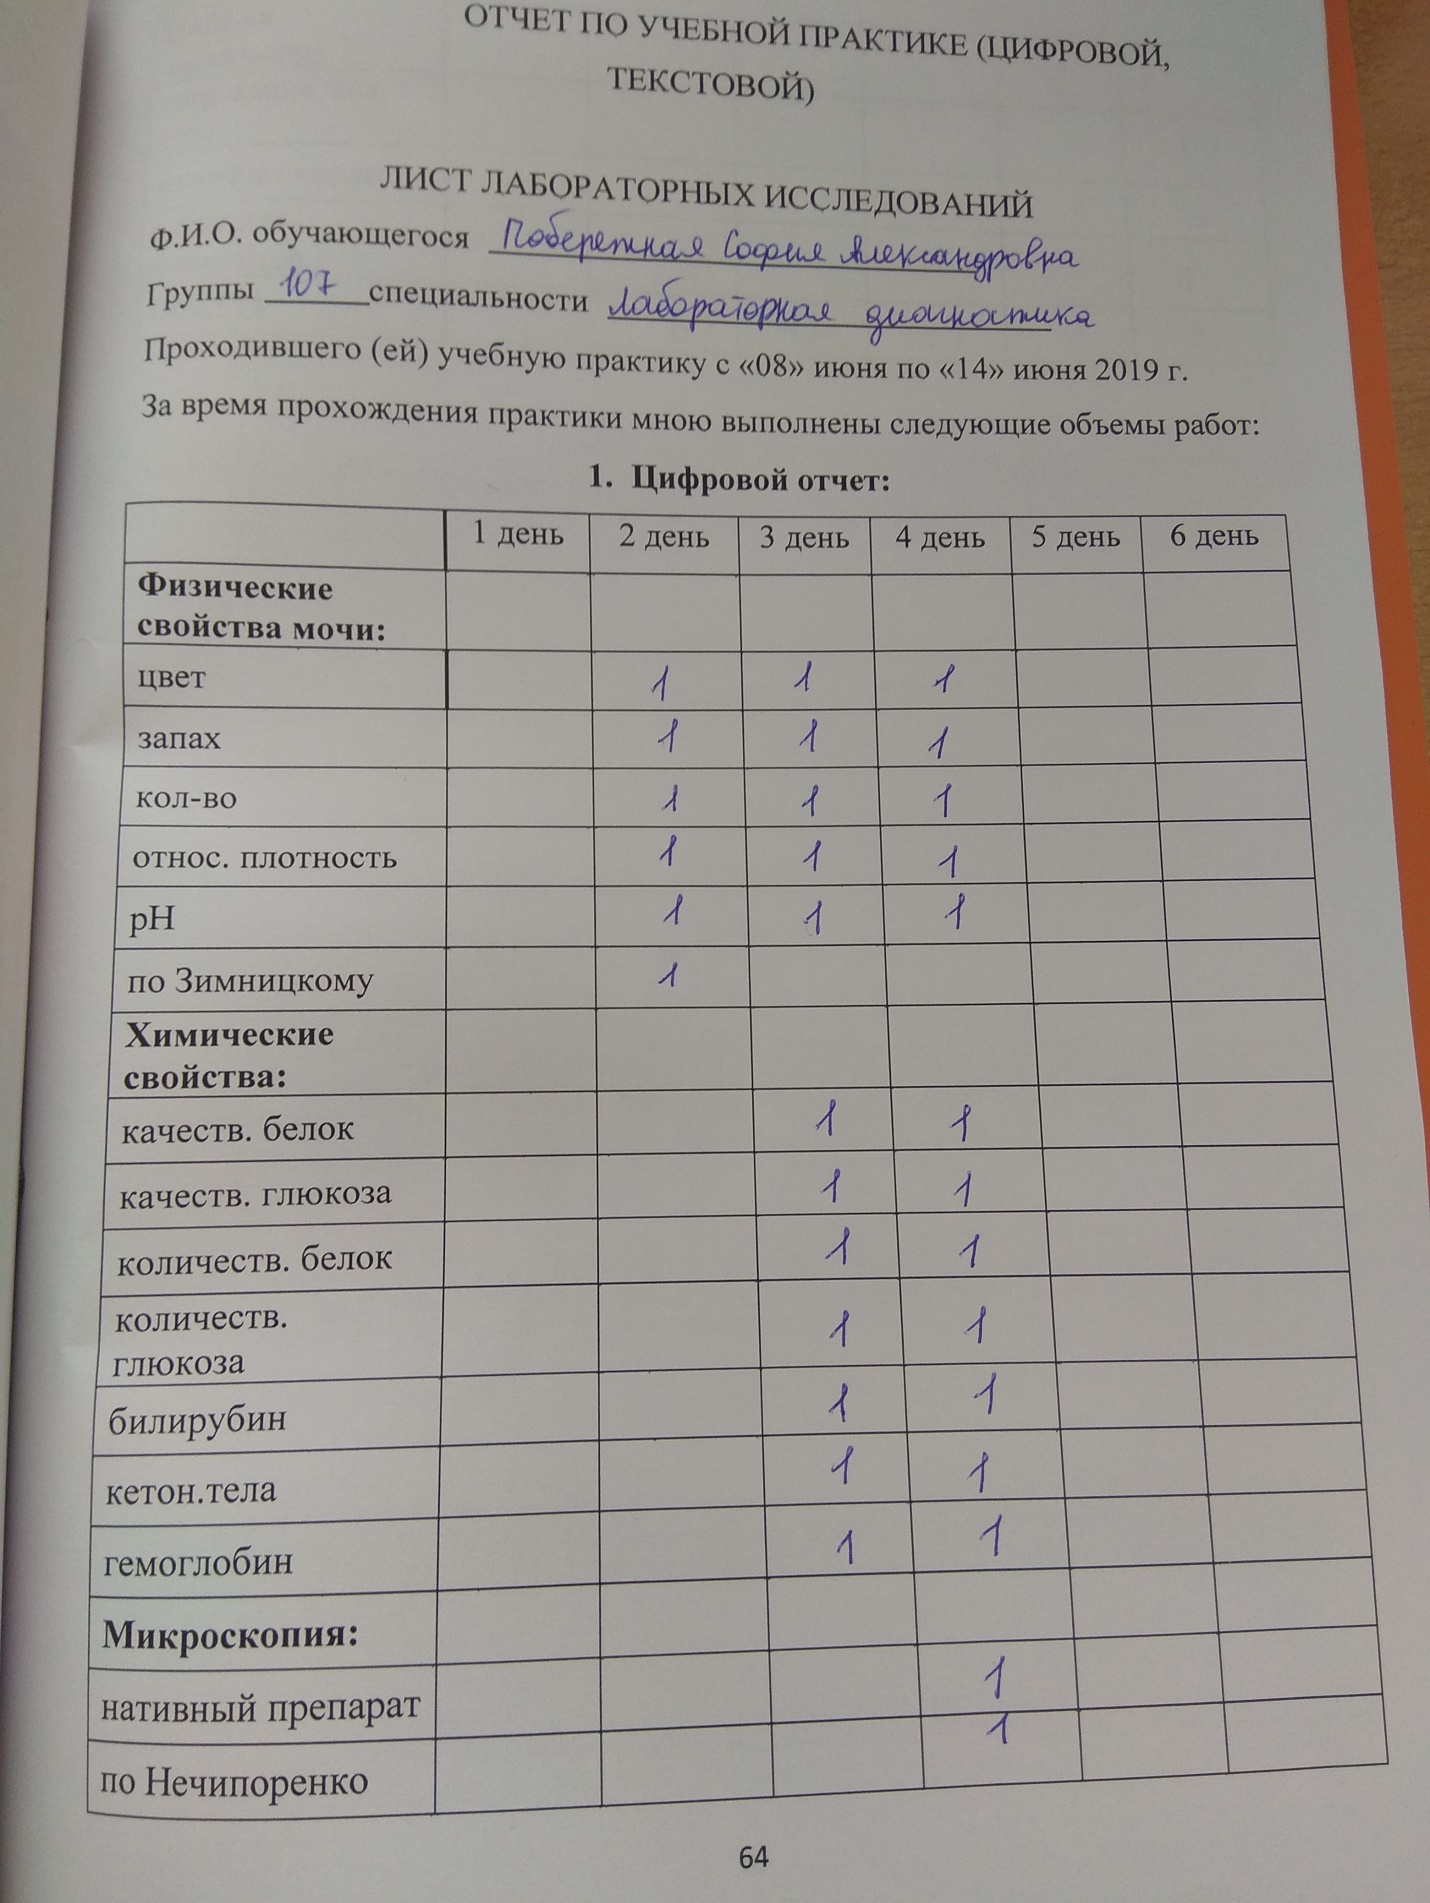 ОТЧЕТ ПО УЧЕБНОЙ ПРАКТИКЕ (ЦИФРОВОЙ,
ТЕКСТОВОЙ)
ЛИСТ ЛАБОРАТОРНЫХ ИССЛЕДОВАНИЙ
Ф.И.О. обучающегося Побережная София Александровна
Группы 107 специальности Лабораторная диагностика
Проходившего (ей) учебную практику с «08» июня по «14» июня 2019 г.
За время прохождения практики мною выполнены следующие объемы работ:
1. Цифровой отчет:
1 день 2 день 3 день 4 день 5 день 6 день
Физические
свойства мочи:
цвет 1 1 1
запах 1 1 1
кол-во 1 1 1
относ. плотность 1 1 1
pH 1 1 1
по Зимницкому 1
Химические
свойства:
качеств. белок 1 1
качеств. глюкоза 1 1
количеств. белок 1 1
количеств.
глюкоза 1 1
билирубин 1 1
кетон.тела 1 1
гемоглобин 1 1
Микроскопия:
нативный препарат 1
по Нечипоренко 1
64